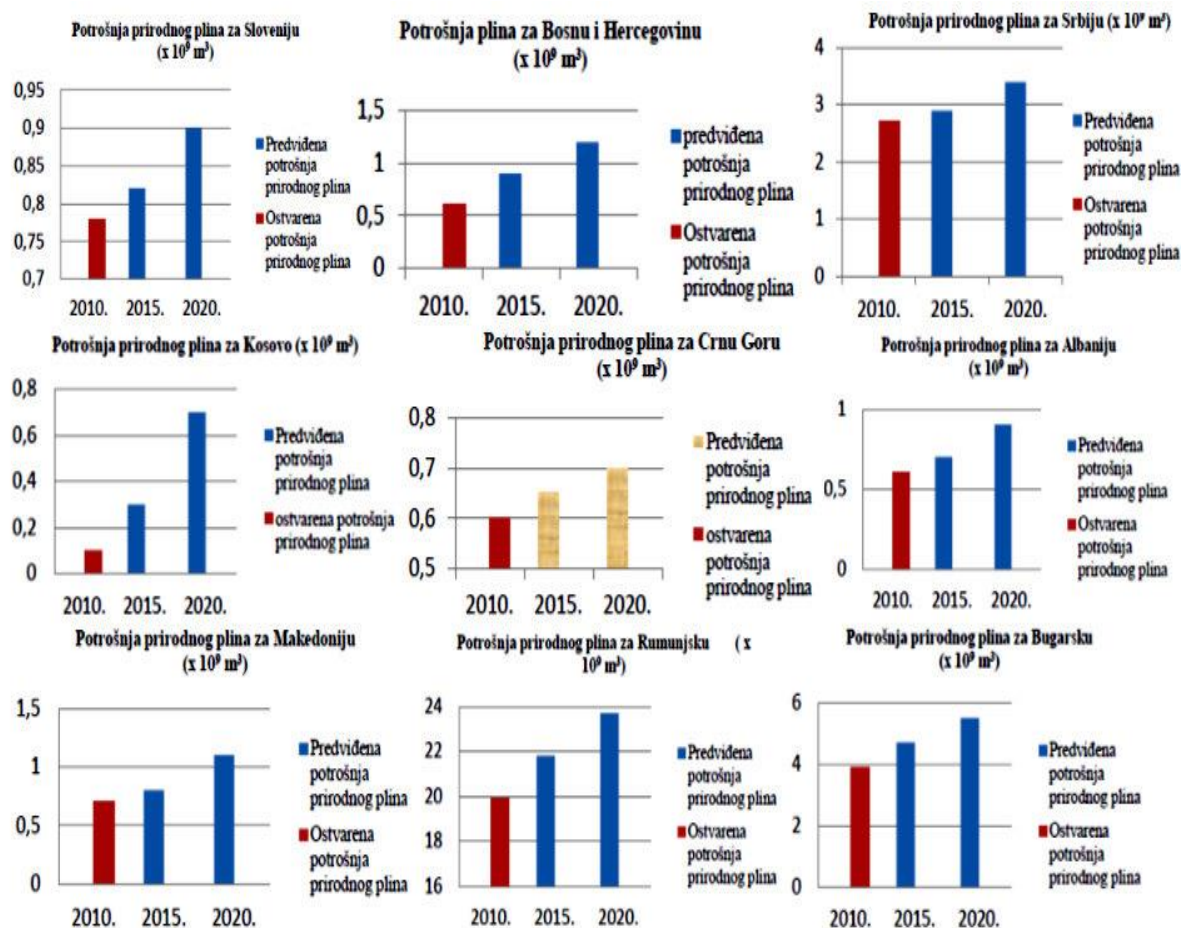 Potrošnja prirodnog plina za Sloveniju
(x 10⁹ m³)
0,95
0,9
0,85
0,8
0,75
0,7
2010. 2015. 2020.
Predviđena
potrošnja
prirodnog plina
Ostvarena
potrošnja
prirodnog plina
Potrošnja plina za Bosnu i Hercegovinu
(x 10⁹ m³)
1,5
1
0,5
0
2010. 2015. 2020.
predviđena
potrošnja
prirodnog plina
Ostvarena
potrošnja
prirodnog plina
Potrošnja prirodnog plina za Srbiju (x 10⁹ m³)
4
3
2
1
0
2010. 2015. 2020.
Predviđena
potrošnja
prirodnog plina
Ostvarena
potrošnja
prirodnog plina
Potrošnja prirodnog plina za Kosovo (x 10⁹ m³)
0,8
0,6
0,4
0,2
0
2010. 2015. 2020.
Predviđena
potrošnja
prirodnog plina
ostvarena potrošnja
prirodnog plina
Potrošnja prirodnog plina za Crnu Goru
(x 10⁹ m³)
0,8
0,7
0,6
0,5
2010. 2015. 2020.
Predviđena
potrošnja
prirodnog plina
ostvarena
potrošnja
prirodnog plina
Potrošnja prirodnog plina za Albaniju
(x 10⁹ m³)
1
0,5
0
2010. 2015. 2020.
Predviđena
potrošnja
prirodnog plina
Ostvarena
potrošnja
prirodnog plina
Potrošnja prirodnog plina za Makedoniju
(x 10⁹ m³)
1,5
1
0,5
0
2010. 2015. 2020.
Predviđena
potrošnja
prirodnog plina
Ostvarena
potrošnja
prirodnog plina
Potrošnja prirodnog plina za Rumunjsku ( x
10⁹ m³)
24
22
20
18
16
2010. 2015. 2020.
Predviđena
potrošnja
prirodnog plina
Ostvarena
potrošnja
prirodnog plina
Potrošnja prirodnog plina za Bugarsku
(x 10⁹ m³)
6
4
2
0
2010. 2015. 2020.
Predviđena
potrošnja
prirodnog plina
Ostvarena
potrošnja
prirodnog plina